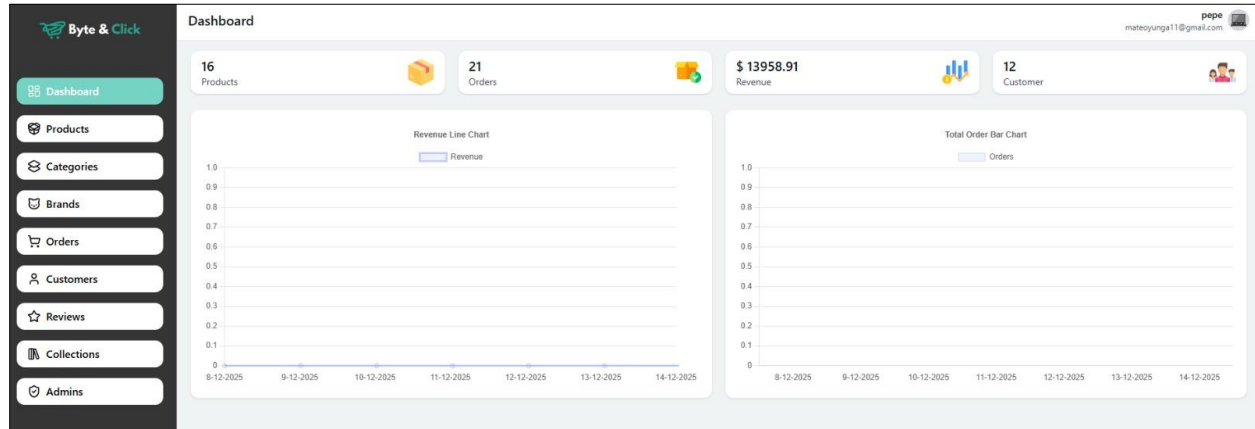 Byte & Click
Dashboard
pepe
mateoyunga11@gmail.com
Dashboard
Products
Categories
Brands
Orders
Customers
Reviews
Collections
Admins
16
Products
21
Orders
$ 13958.91
Revenue
12
Customer
Revenue Line Chart
Revenue
1.0
0.9
0.8
0.7
0.6
0.5
0.4
0.3
0.2
0.1
0
8-12-2025 9-12-2025 10-12-2025 11-12-2025 12-12-2025 13-12-2025 14-12-2025
Total Order Bar Chart
Orders
1.0
0.9
0.8
0.7
0.6
0.5
0.4
0.3
0.2
0.1
0
8-12-2025 9-12-2025 10-12-2025 11-12-2025 12-12-2025 13-12-2025 14-12-2025